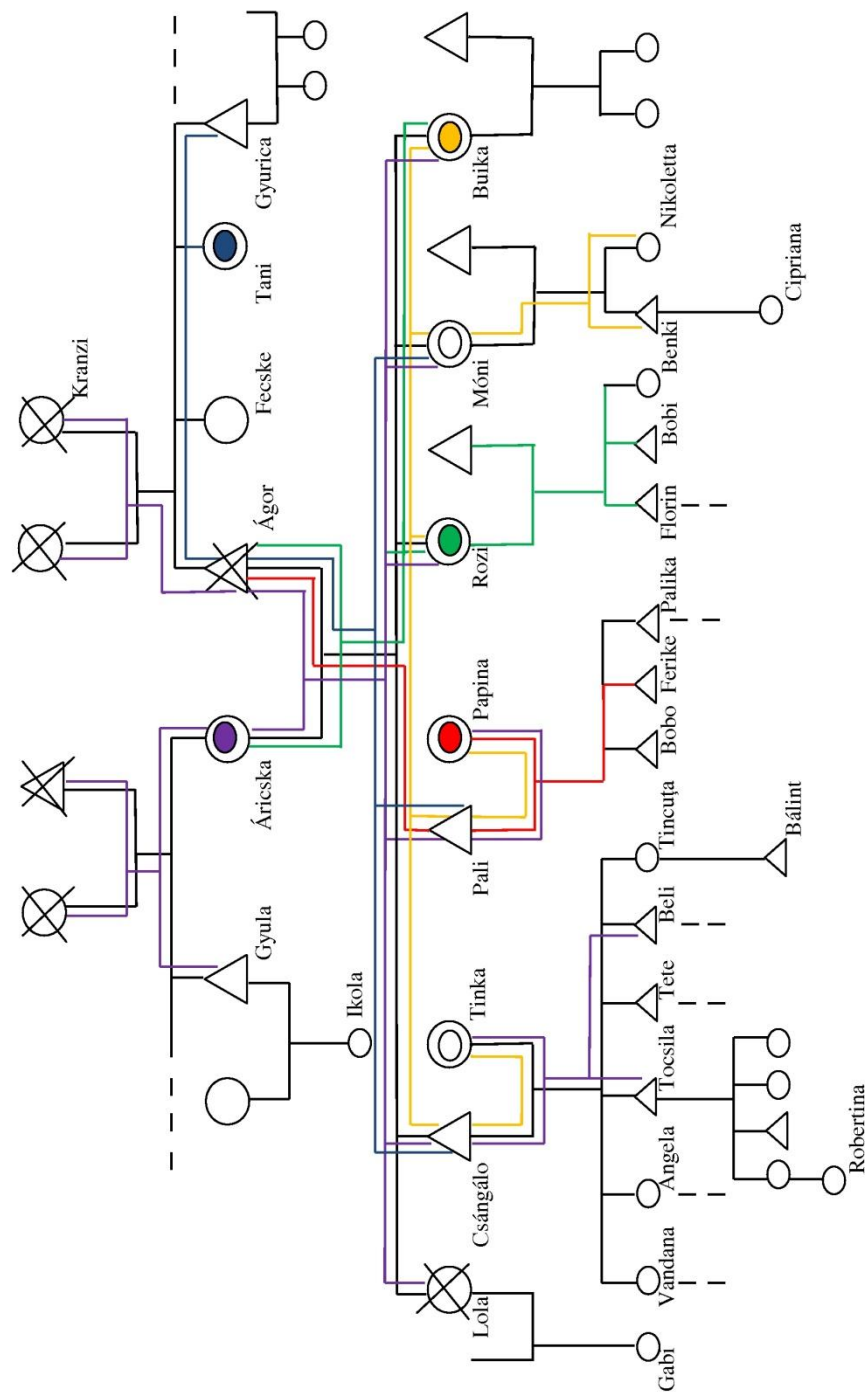 Kranzi
Gyula
Áricska
Ágor
Fecske
Tani
Gyurica
Ikola
Lola
Csángálo
Tinka
Pali
Papina
Rozi
Móni
Buika
Gabi
Vandana
Angela
Tocsila
Tete
Beli
Tincuța
Bobo
Ferike
Palika
Florin
Bobi
Benki
Nikoletta
Robertina
Bálint
Cipriana